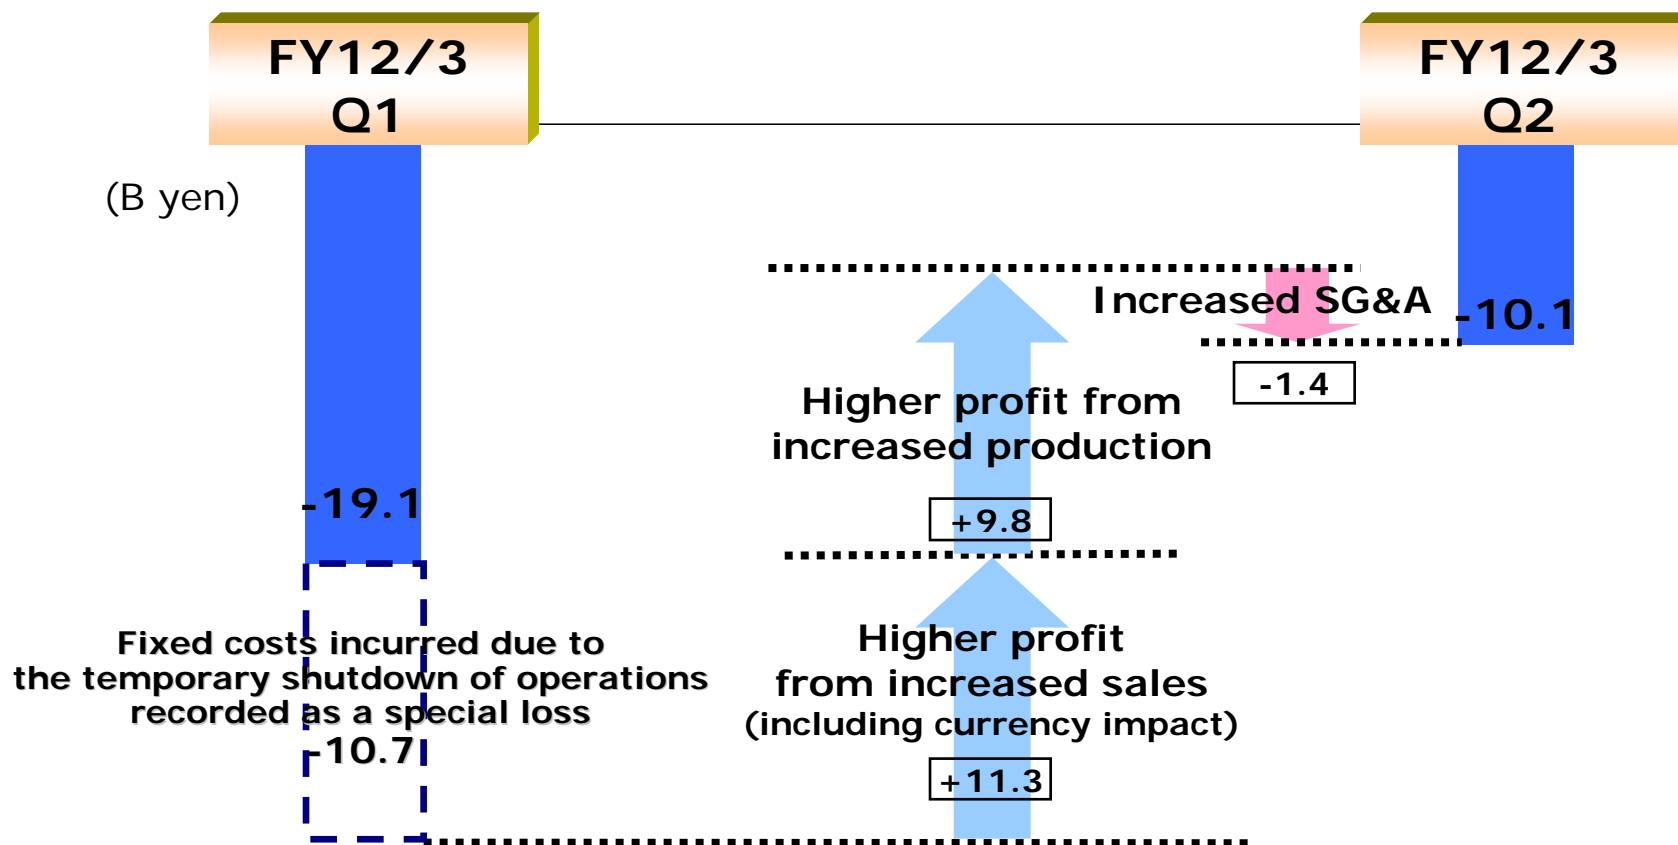 FY12/3
Q1
FY12/3
Q2
(B yen)
Increased SG&A
-10.1
-1.4
Higher profit from
increased production
+9.8
-19.1
Fixed costs incurred due to
the temporary shutdown of operations
recorded as a special loss
-10.7
Higher profit
from increased sales
(including currency impact)
+11.3